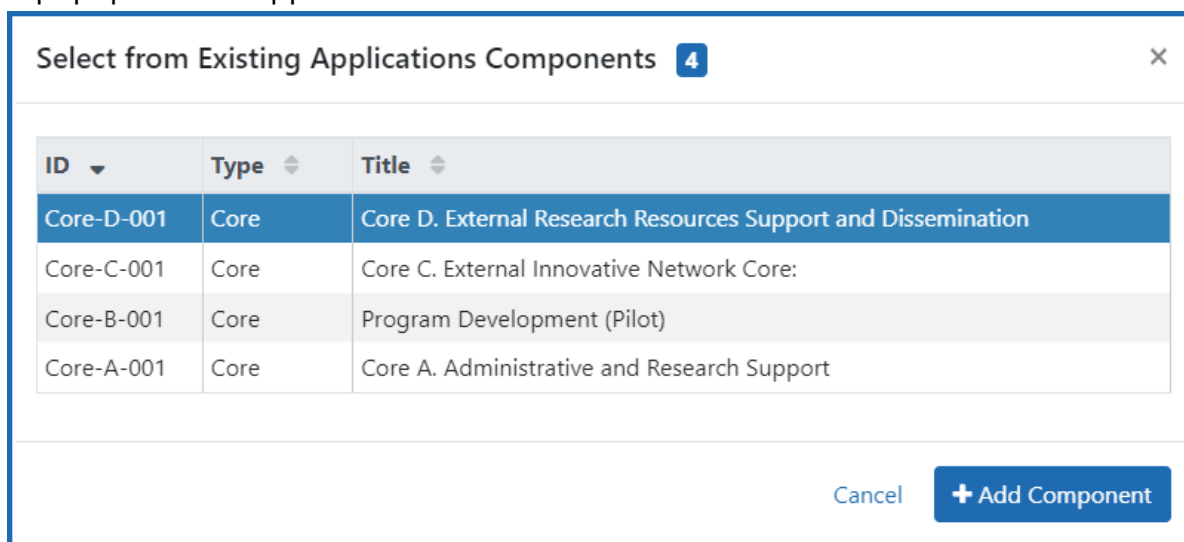 Select from Existing Applications Components 4 ×
ID Type Title
Core-D-001 Core Core D. External Research Resources Support and Dissemination
Core-C-001 Core Core C. External Innovative Network Core:
Core-B-001 Core Program Development (Pilot)
Core-A-001 Core Core A. Administrative and Research Support
Cancel + Add Component